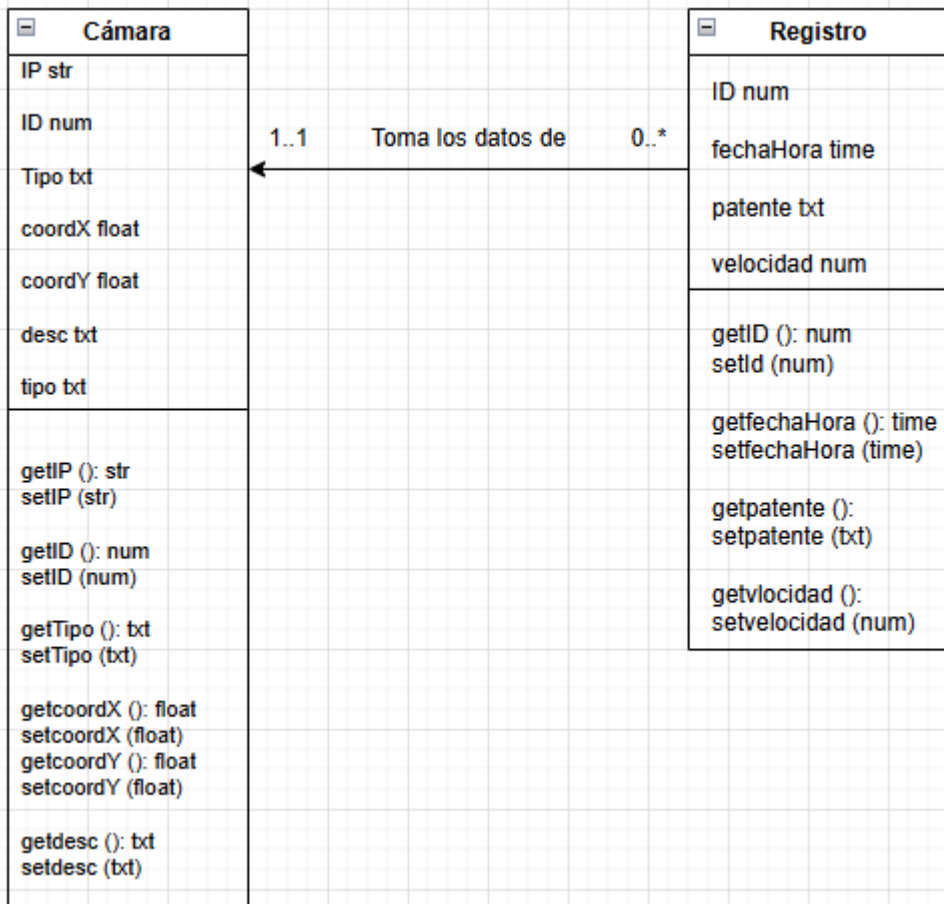 Cámara
IP str
ID num
Tipo txt
coordX float
coordY float
desc txt
tipo txt
getIP (): str
setIP (str)
getID (): num
setID (num)
getTipo (): txt
setTipo (txt)
getcoordX (): float
setcoordX (float)
getcoordY (): float
setcoordY (float)
getdesc (): txt
setdesc (txt)
1..1
Toma los datos de
0..*
Registro
ID num
fechaHora time
patente txt
velocidad num
getID (): num
setId (num)
getfechaHora (): time
setfechaHora (time)
getpatente ():
setpatente (txt)
getvlocidad ():
setvelocidad (num)